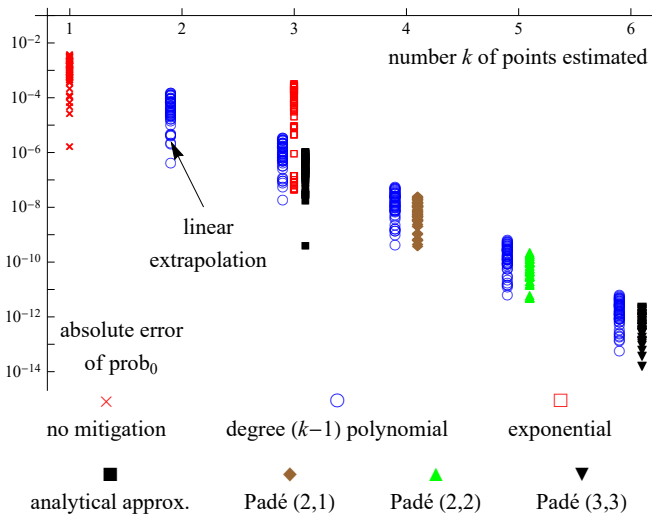 1 2 3 4 5 6
number k of points estimated
10⁻²
10⁻⁴
10⁻⁶
10⁻⁸
10⁻¹⁰
10⁻¹²
10⁻¹⁴
linear
extrapolation
absolute error
of prob₀
no mitigation degree (k−1) polynomial exponential
analytical approx. Padé (2,1) Padé (2,2) Padé (3,3)